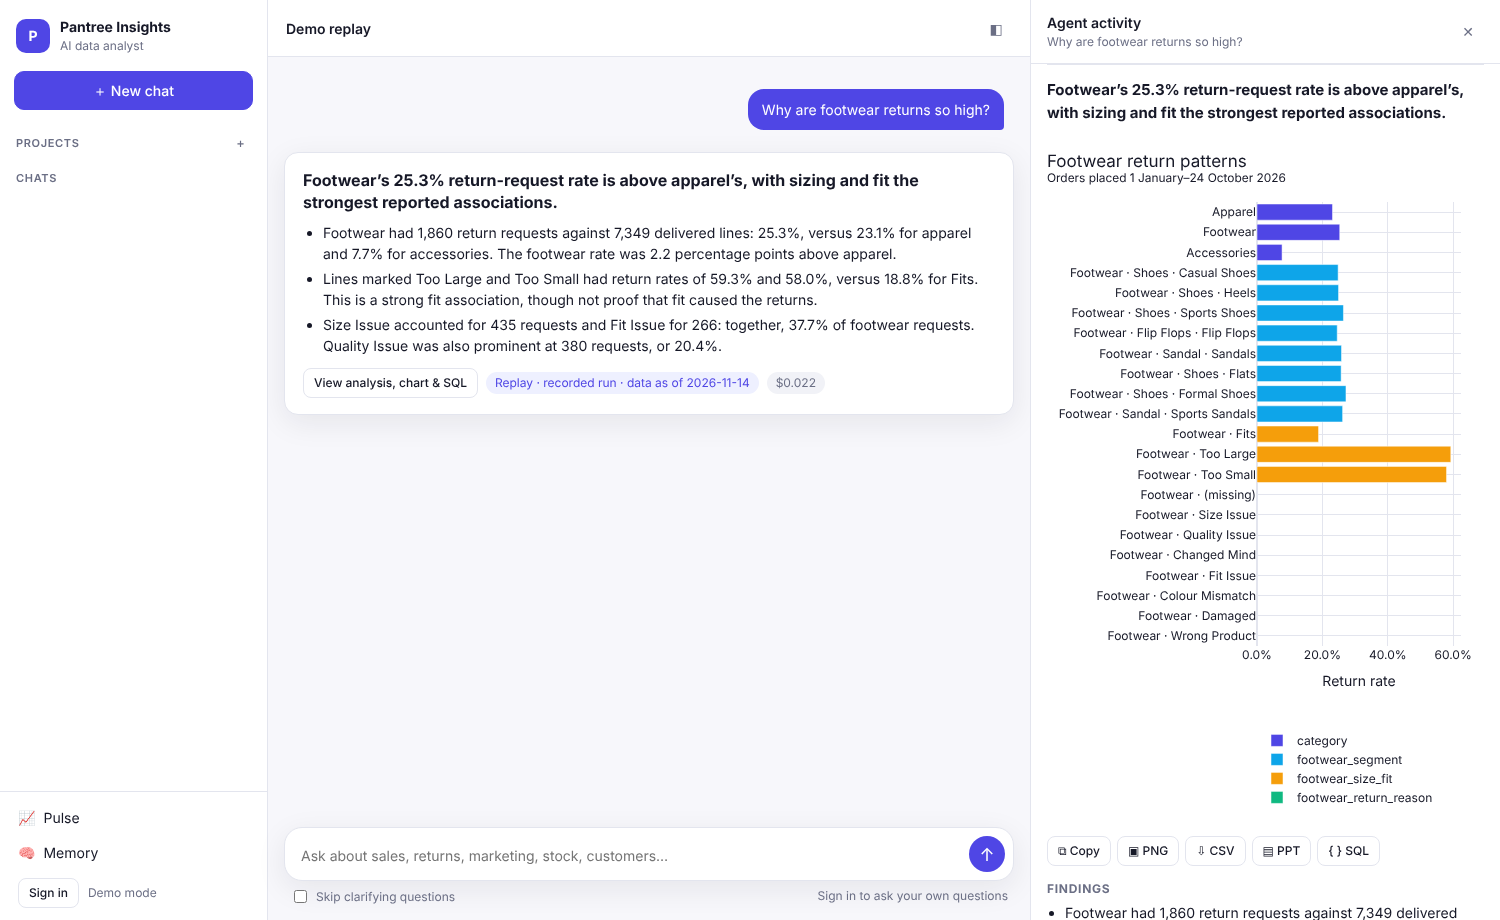 P
Pantree Insights
AI data analyst
+ New chat
PROJECTS +
CHATS
📈 Pulse
🧠 Memory
Sign in Demo mode
Demo replay
Why are footwear returns so high?
Footwear’s 25.3% return-request rate is above apparel’s, with sizing and fit the
strongest reported associations.
• Footwear had 1,860 return requests against 7,349 delivered lines: 25.3%, versus 23.1% for apparel
and 7.7% for accessories. The footwear rate was 2.2 percentage points above apparel.
• Lines marked Too Large and Too Small had return rates of 59.3% and 58.0%, versus 18.8% for Fits.
This is a strong fit association, though not proof that fit caused the returns.
• Size Issue accounted for 435 requests and Fit Issue for 266: together, 37.7% of footwear requests.
Quality Issue was also prominent at 380 requests, or 20.4%.
View analysis, chart & SQL Replay · recorded run · data as of 2026-11-14 $0.022
Ask about sales, returns, marketing, stock, customers...
Skip clarifying questions Sign in to ask your own questions
Agent activity
Why are footwear returns so high?
Footwear’s 25.3% return-request rate is above apparel’s,
with sizing and fit the strongest reported associations.
Footwear return patterns
Orders placed 1 January–24 October 2026
Apparel
Footwear
Accessories
Footwear · Shoes · Casual Shoes
Footwear · Shoes · Heels
Footwear · Shoes · Sports Shoes
Footwear · Flip Flops · Flip Flops
Footwear · Sandal · Sandals
Footwear · Shoes · Flats
Footwear · Shoes · Formal Shoes
Footwear · Sandal · Sports Sandals
Footwear · Fits
Footwear · Too Large
Footwear · Too Small
Footwear · (missing)
Footwear · Size Issue
Footwear · Quality Issue
Footwear · Changed Mind
Footwear · Fit Issue
Footwear · Colour Mismatch
Footwear · Damaged
Footwear · Wrong Product
0.0% 20.0% 40.0% 60.0%
Return rate
category
footwear_segment
footwear_size_fit
footwear_return_reason
Copy PNG CSV PPT { } SQL
FINDINGS
• Footwear had 1,860 return requests against 7,349 delivered